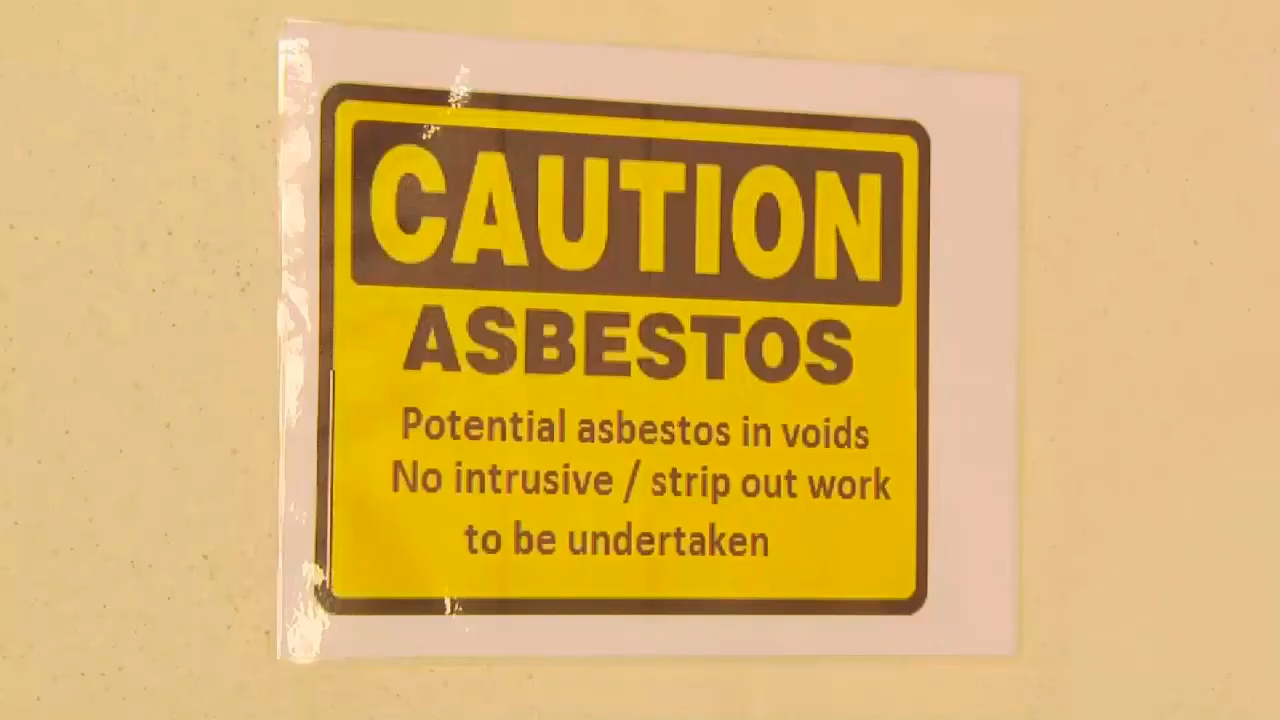 CAUTION
ASBESTOS
Potential asbestos in voids
No intrusive / strip out work
to be undertaken